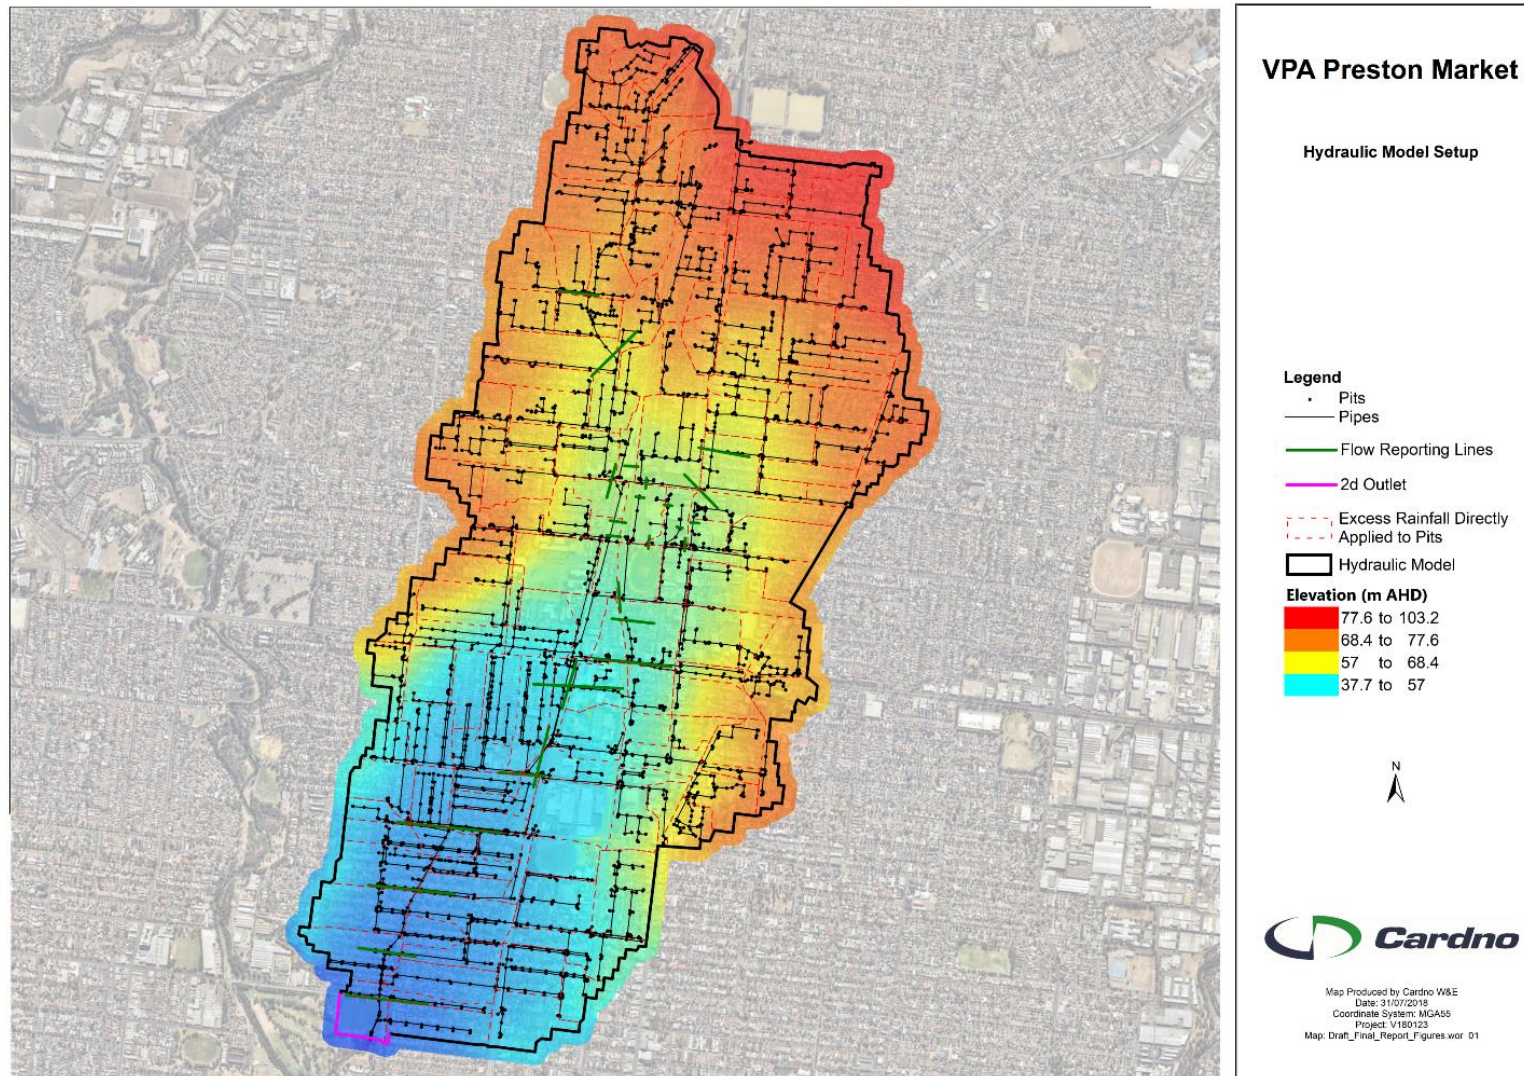 VPA Preston Market
Hydraulic Model Setup
Legend
Pits
Pipes
Flow Reporting Lines
2d Outlet
Excess Rainfall Directly
Applied to Pits
Hydraulic Model
Elevation (m AHD)
77.6 to 103.2
68.4 to 77.6
57 to 68.4
37.7 to 57
N
Cardno
Map Produced by Cardno W&E
Date: 31/07/2018
Coordinate System: MGA55
Project: V180123
Map: Draft_Final_Report_Figures.wor 01